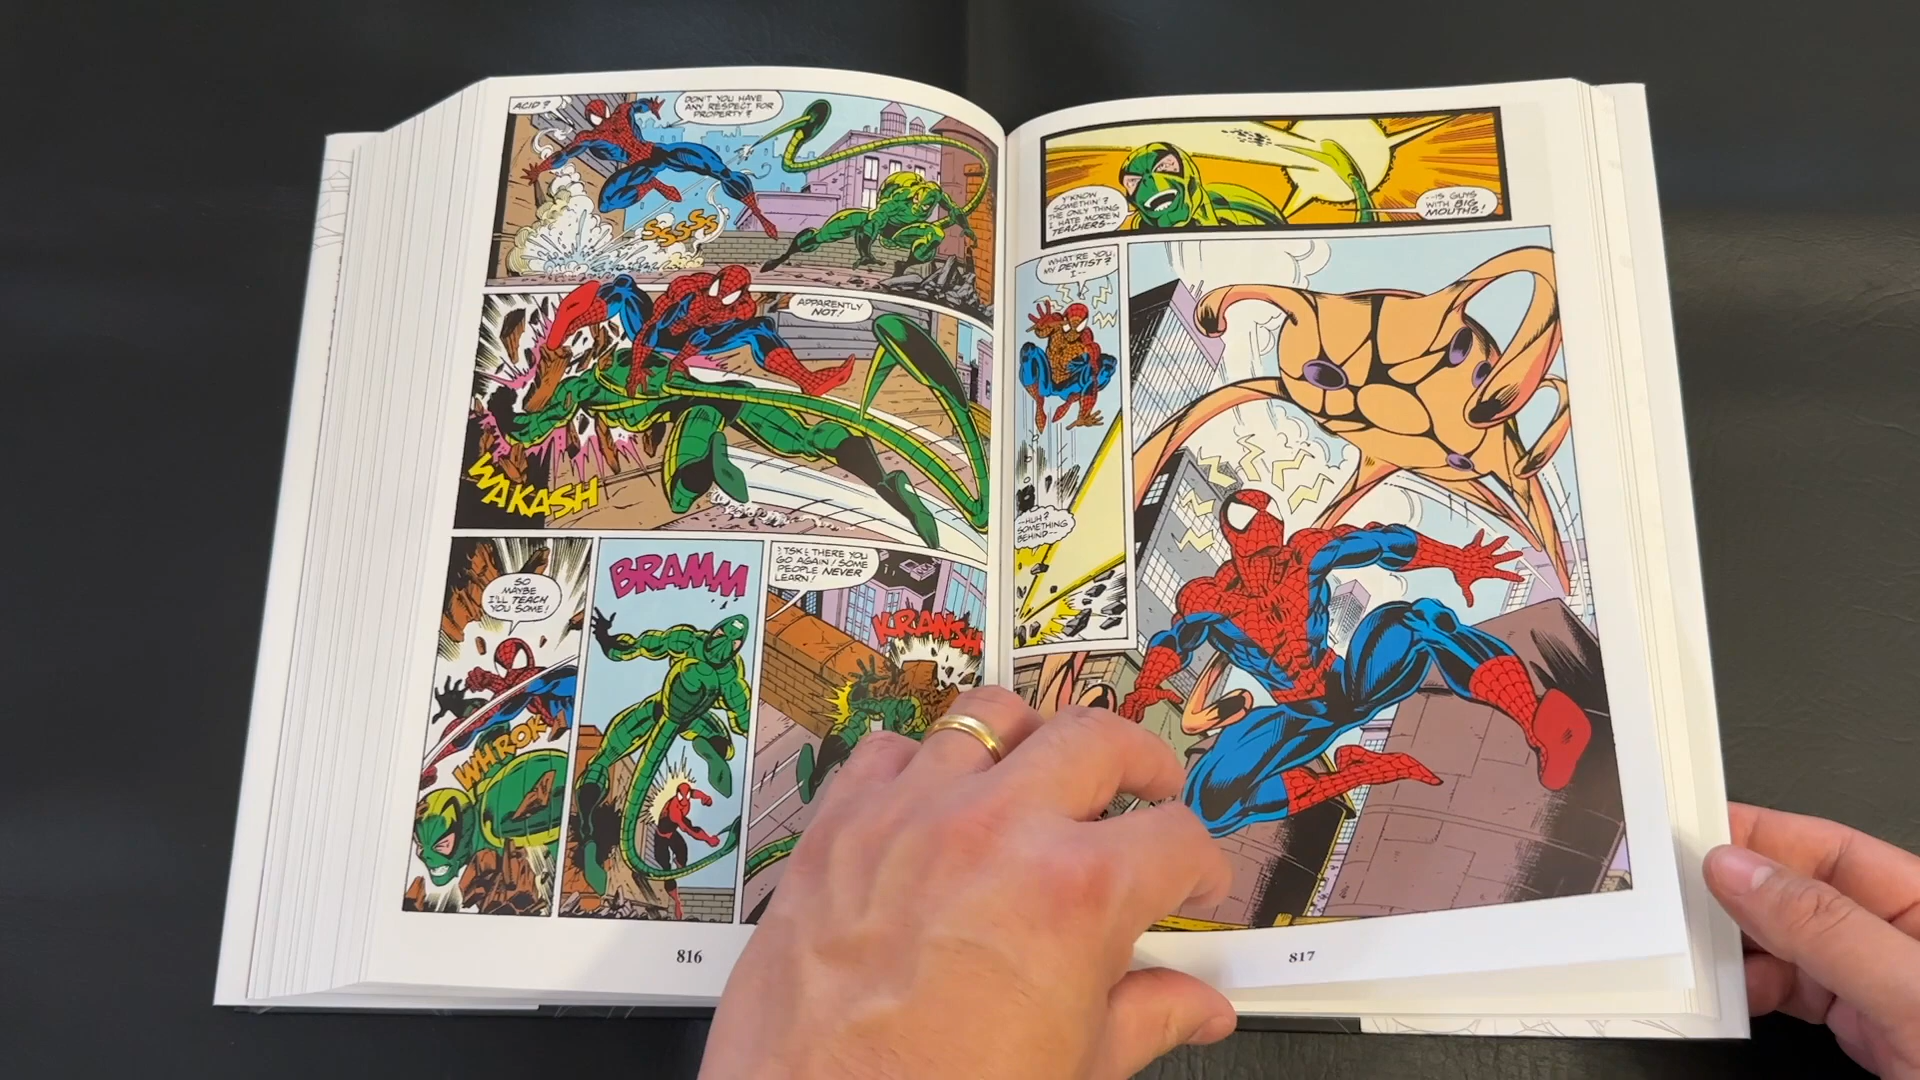 ACID?
DON'T YOU HAVE
ANY RESPECT FOR
PROPERTY?
SSSSS
APPARENTLY
NOT!
WAKASH
SO
MAYBE
I'LL TEACH
YOU SOME!
WHROK
BRAMM
!TSK! THERE YOU
GO AGAIN! SOME
PEOPLE NEVER
LEARN!
KRANSH
816
Y'KNOW
SOMETHIN'?
THE ONLY THING
I HATE MORE'N
TEACHERS--
--IS GUYS
WITH BIG
MOUTHS!
WHAT'RE YOU,
MY DENTIST?
I--
--HUH?
SOMETHING
BEHIND--
817